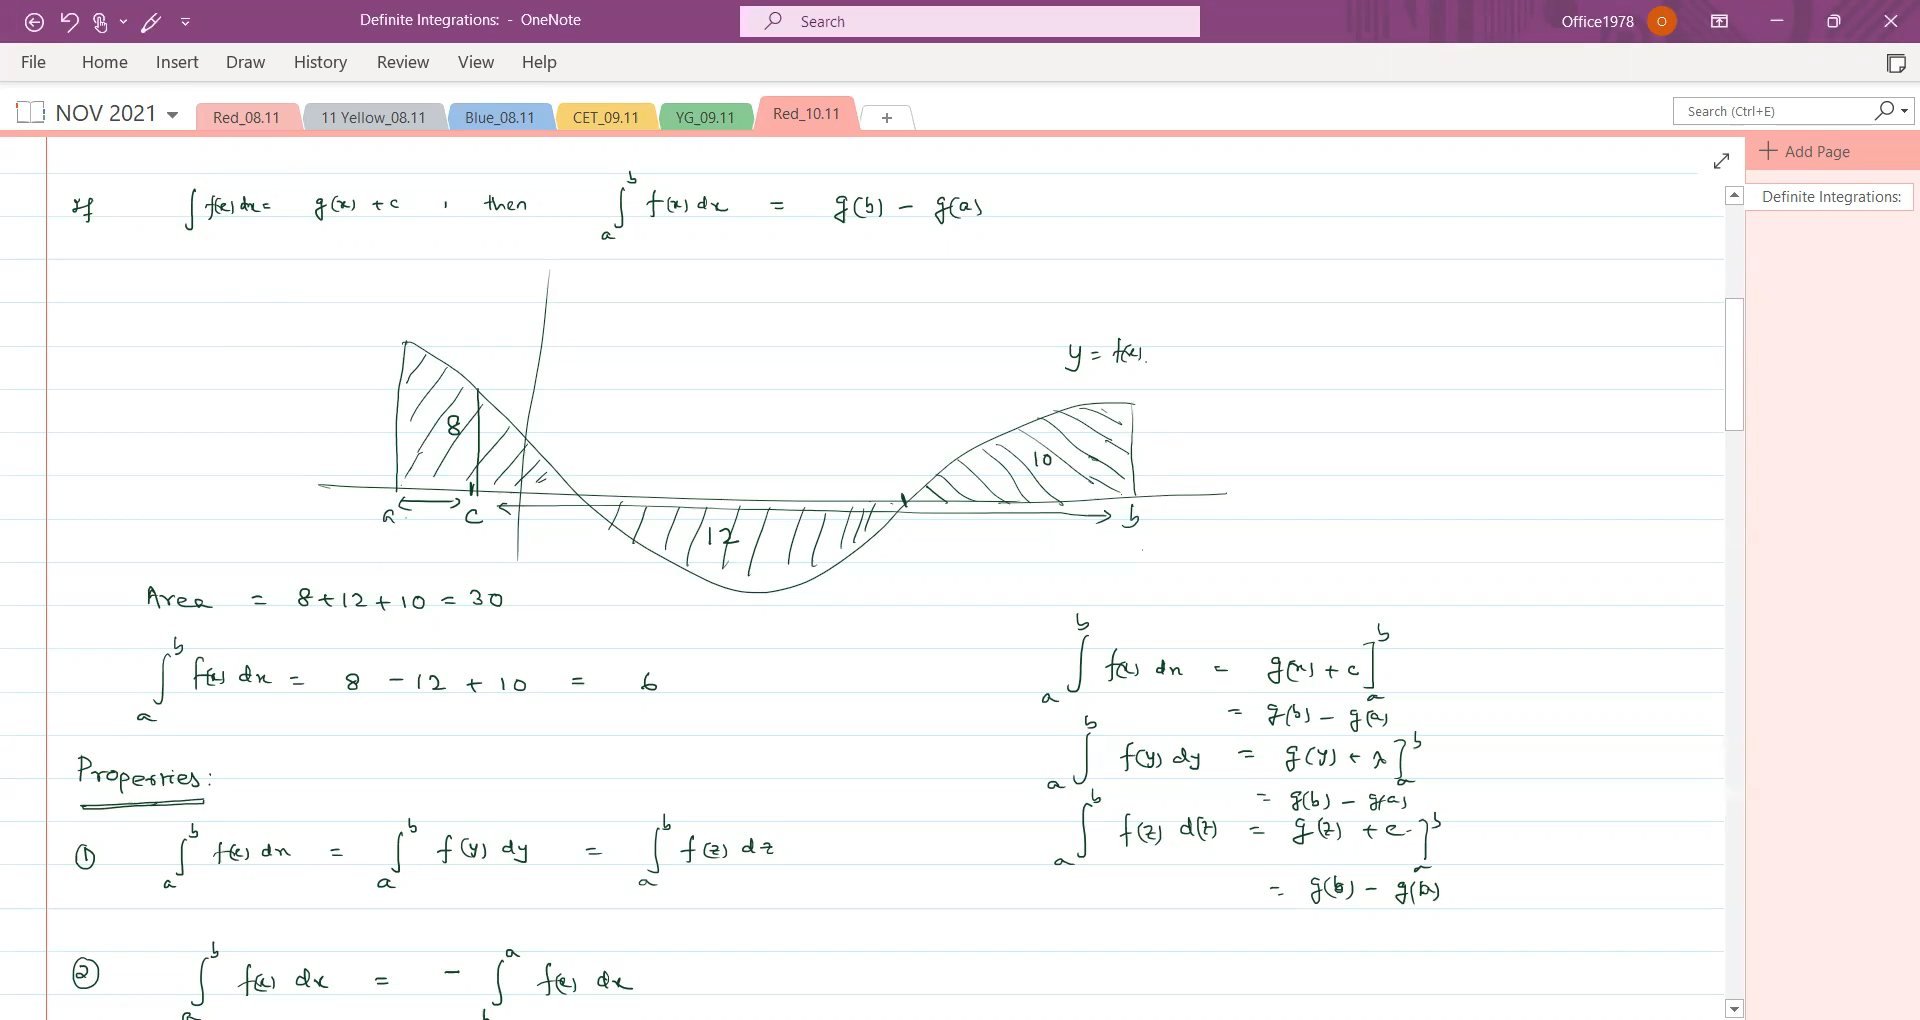 Definite Integrations: - OneNote
Search
Office1978
O
File Home Insert Draw History Review View Help
NOV 2021
Red_08.11
11 Yellow_08.11
Blue_08.11
CET_09.11
YG_09.11
Red_10.11
+
Search (Ctrl+E)
Add Page
Definite Integrations:
If ∫ f(x) dx = g(x) + c , then ∫_a^b f(x) dx = g(b) - g(a)
y = f(x).
8
10
a
c
b
12
Area = 8+12+10 = 30
∫_a^b f(x) dx = 8 - 12 + 10 = 6
∫_a^b f(x) dx = g(x) + c]_a^b
= g(b) - g(a)
∫_a^b f(y) dy = g(y) + λ]_a^b
= g(b) - g(a)
∫_a^b f(z) d(z) = g(z) + c]_a^b
= g(b) - g(a)
Properties:
① ∫_a^b f(x) dx = ∫_a^b f(y) dy = ∫_a^b f(z) dz
② ∫_a^b f(x) dx = - ∫_b^a f(x) dx